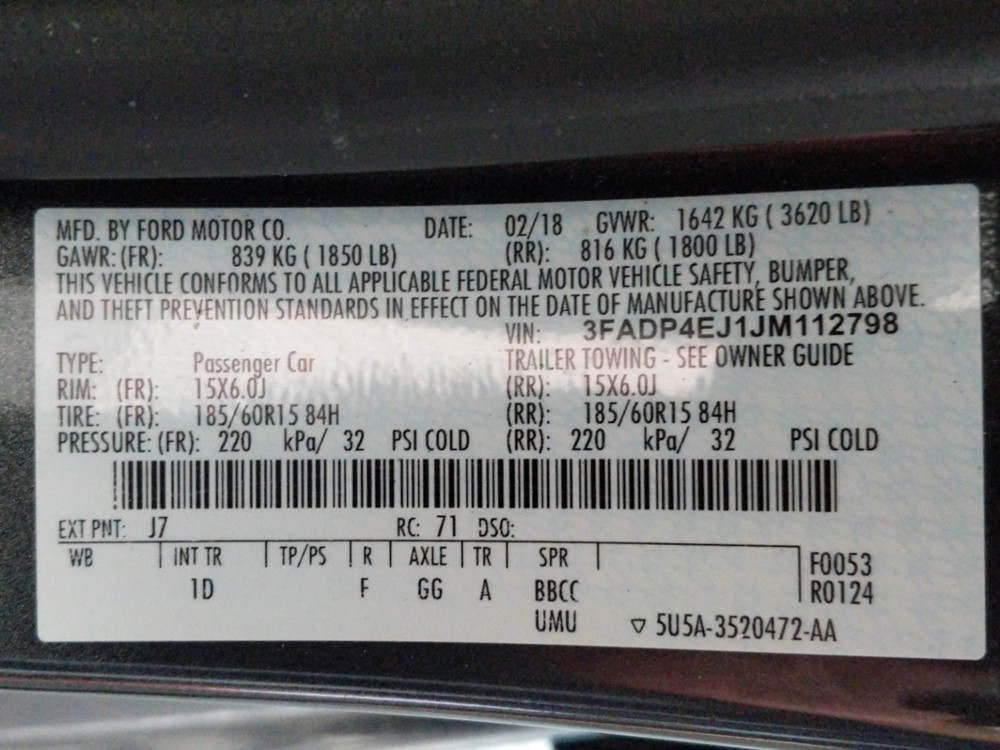 MFD. BY FORD MOTOR CO. DATE: 02/18 GVWR: 1642 KG ( 3620 LB)
GAWR: (FR): 839 KG ( 1850 LB) (RR): 816 KG ( 1800 LB)
THIS VEHICLE CONFORMS TO ALL APPLICABLE FEDERAL MOTOR VEHICLE SAFETY, BUMPER,
AND THEFT PREVENTION STANDARDS IN EFFECT ON THE DATE OF MANUFACTURE SHOWN ABOVE.
VIN: 3FADP4EJ1JM112798
TYPE: Passenger Car TRAILER TOWING - SEE OWNER GUIDE
RIM: (FR): 15X6.0J (RR): 15X6.0J
TIRE: (FR): 185/60R15 84H (RR): 185/60R15 84H
PRESSURE: (FR): 220 kPa/ 32 PSI COLD (RR): 220 kPa/ 32 PSI COLD
EXT PNT: J7 RC: 71 DSO:
WB INT TR TP/PS R AXLE TR SPR F0053
1D F GG A BBCC R0124
UMU ▽ 5U5A-3520472-AA